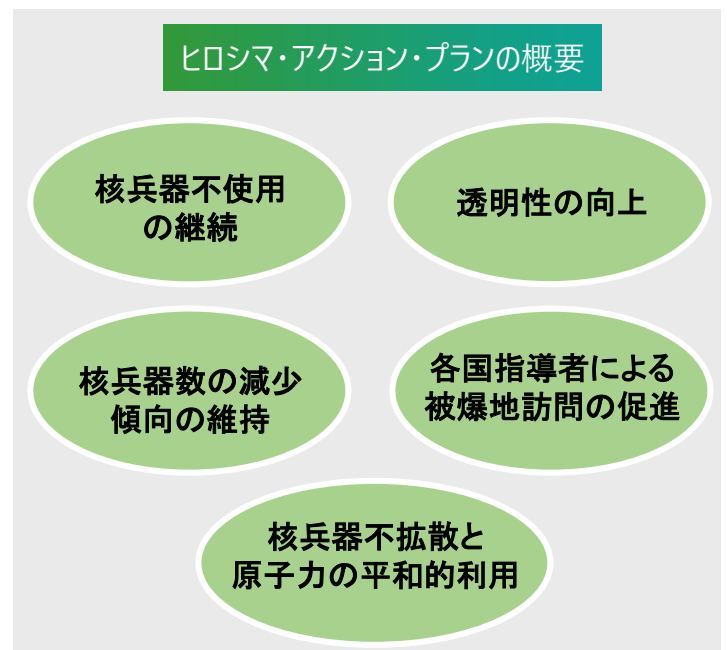 ヒロシマ・アクション・プランの概要
核兵器不使用
の継続
透明性の向上
核兵器数の減少
傾向の維持
各国指導者による
被爆地訪問の促進
核兵器不拡散と
原子力の平和的利用